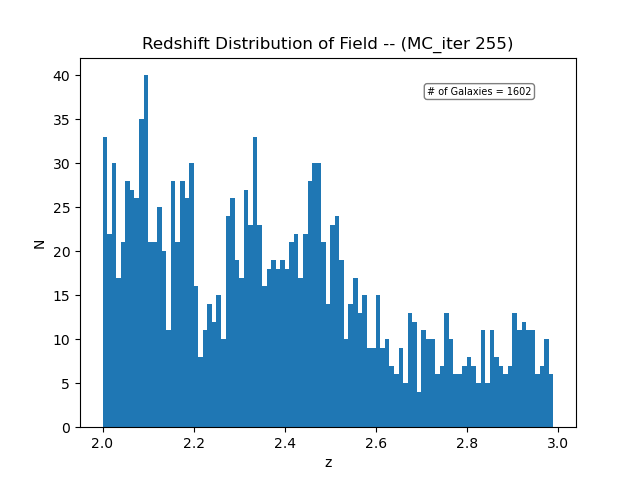 Redshift Distribution of Field -- (MC_iter 255)
# of Galaxies = 1602
N
40
35
30
25
20
15
10
5
0
2.0 2.2 2.4 2.6 2.8 3.0
z